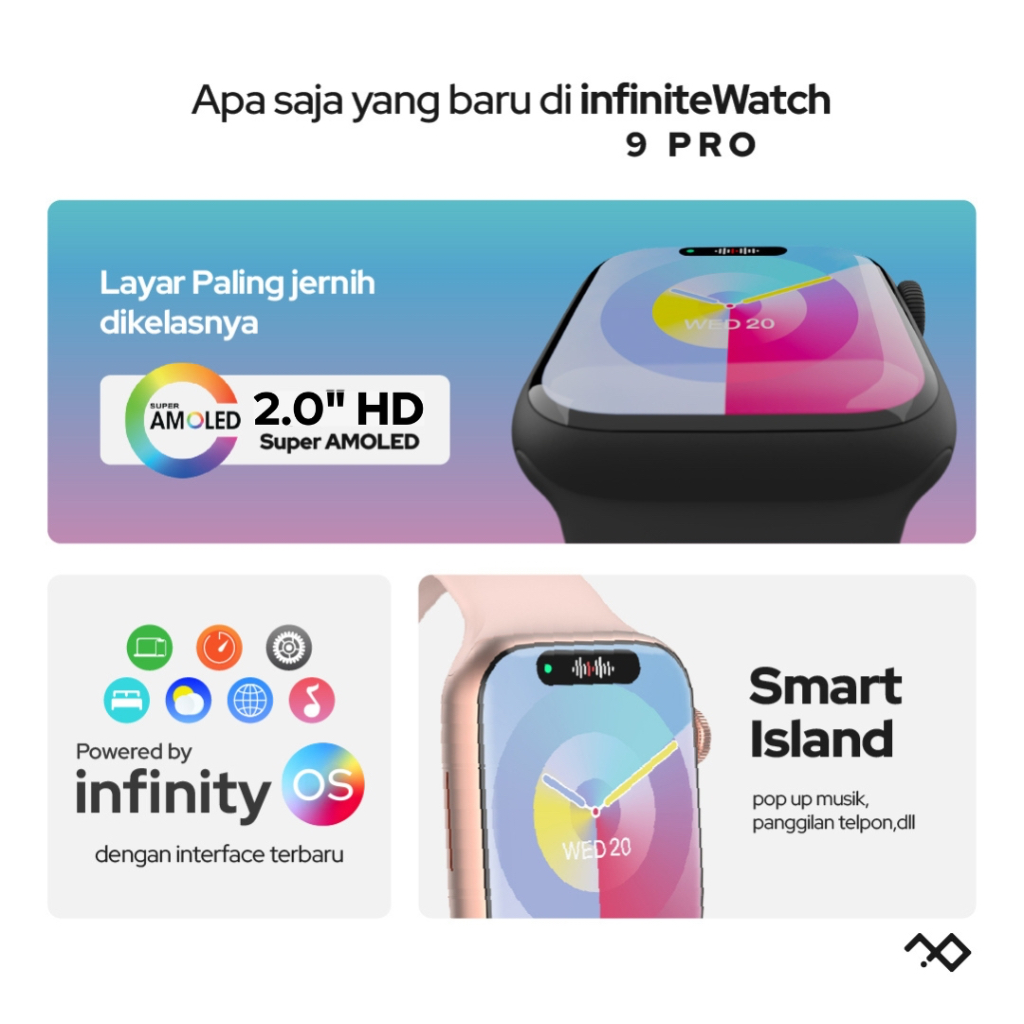 Apa saja yang baru di infiniteWatch
9 PRO
Layar Paling jernih
dikelasnya
SUPER
AMOLED
2.0" HD
Super AMOLED
WED 20
Powered by
infinity OS
dengan interface terbaru
WED 20
Smart
Island
pop up musik,
panggilan telpon,dll